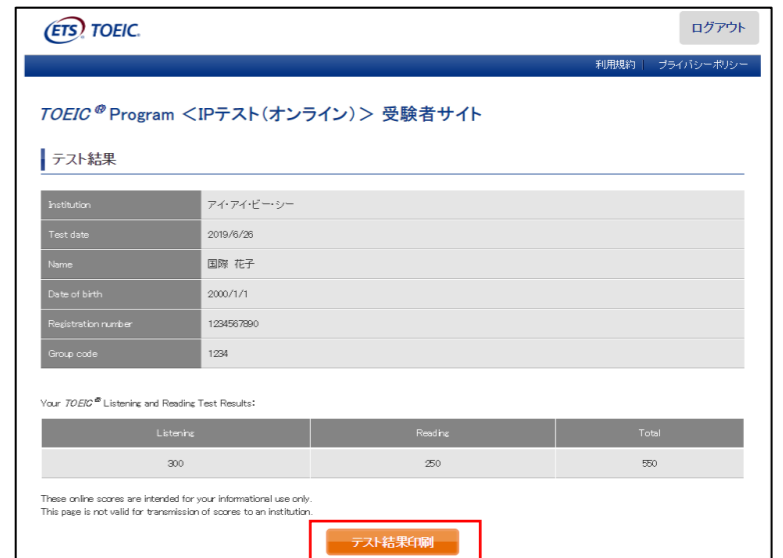 ETS TOEIC.
ログアウト
利用規約 | プライバシーポリシー
TOEIC® Program <IPテスト(オンライン)> 受験者サイト
テスト結果
Institution アイ・アイ・ビー・シー
Test date 2019/6/26
Name 国際 花子
Date of birth 2000/1/1
Registration number 1234567890
Group code 1234
Your TOEIC® Listening and Reading Test Results:
Listening Reading Total
300 250 550
These online scores are intended for your informational use only.
This page is not valid for transmission of scores to an institution.
テスト結果印刷